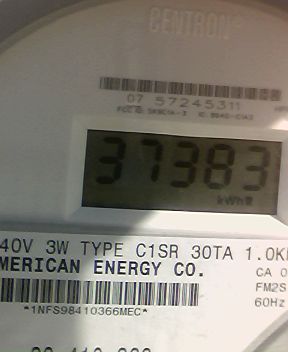 CENTRON®
07 57245311
37383
kWh
40V 3W TYPE C1SR 30TA 1.0K
MERICAN ENERGY CO.
CA 0
FM2S
60Hz
*1NFS98410366MEC*